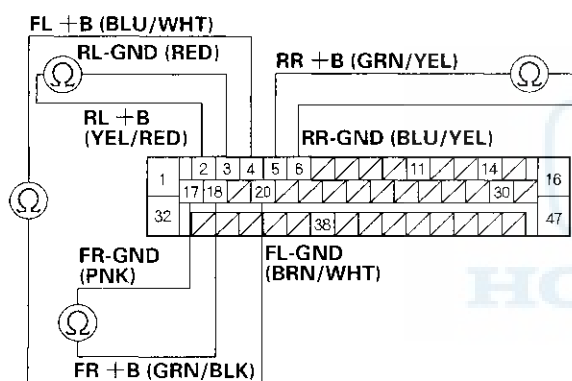 FL +B (BLU/WHT)
RL-GND (RED)
RR +B (GRN/YEL)
Ω
Ω
RL +B
(YEL/RED)
RR-GND (BLU/YEL)
1 2 3 4 5 6 11 14 16
Ω
17 18 20 30
32 38 47
FR-GND
(PNK)
FL-GND
(BRN/WHT)
HO
Ω
FR +B (GRN/BLK)